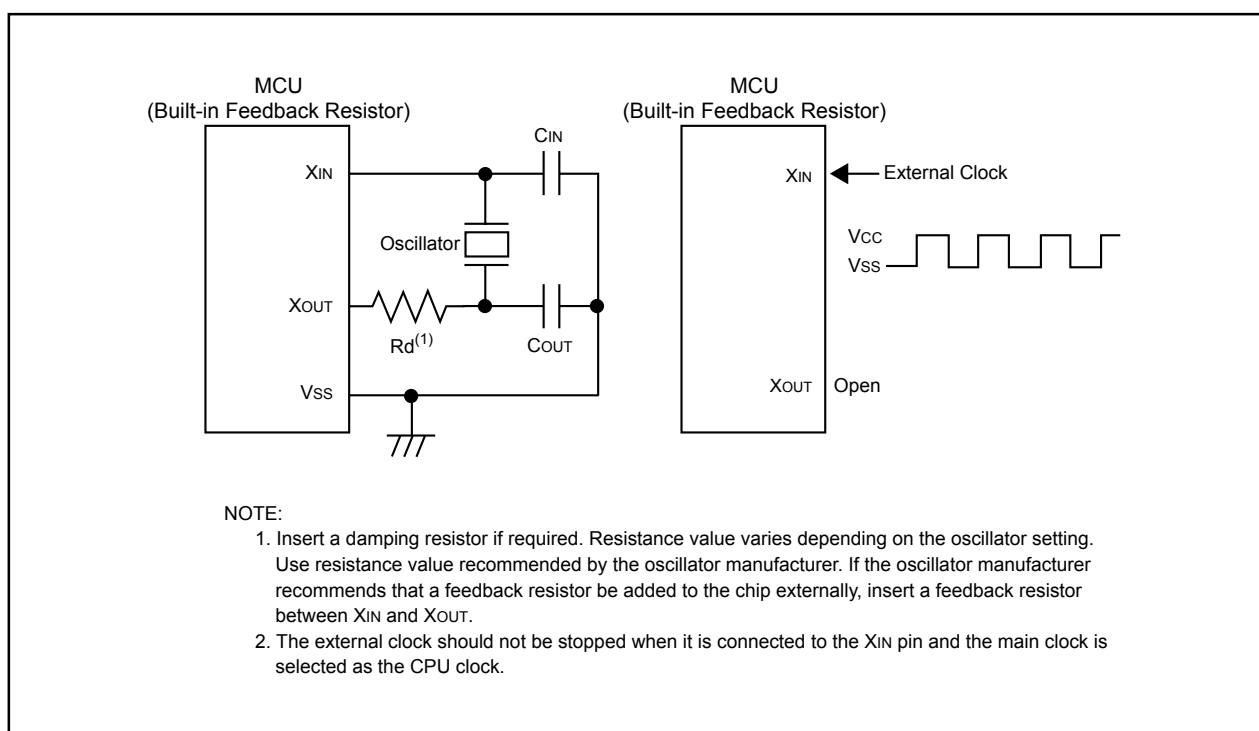 MCU
(Built-in Feedback Resistor)
XIN
CIN
Oscillator
XOUT
Rd(1)
COUT
VSS
MCU
(Built-in Feedback Resistor)
XIN
External Clock
VCC
VSS
XOUT
Open
NOTE:
1. Insert a damping resistor if required. Resistance value varies depending on the oscillator setting.
Use resistance value recommended by the oscillator manufacturer. If the oscillator manufacturer
recommends that a feedback resistor be added to the chip externally, insert a feedback resistor
between XIN and XOUT.
2. The external clock should not be stopped when it is connected to the XIN pin and the main clock is
selected as the CPU clock.